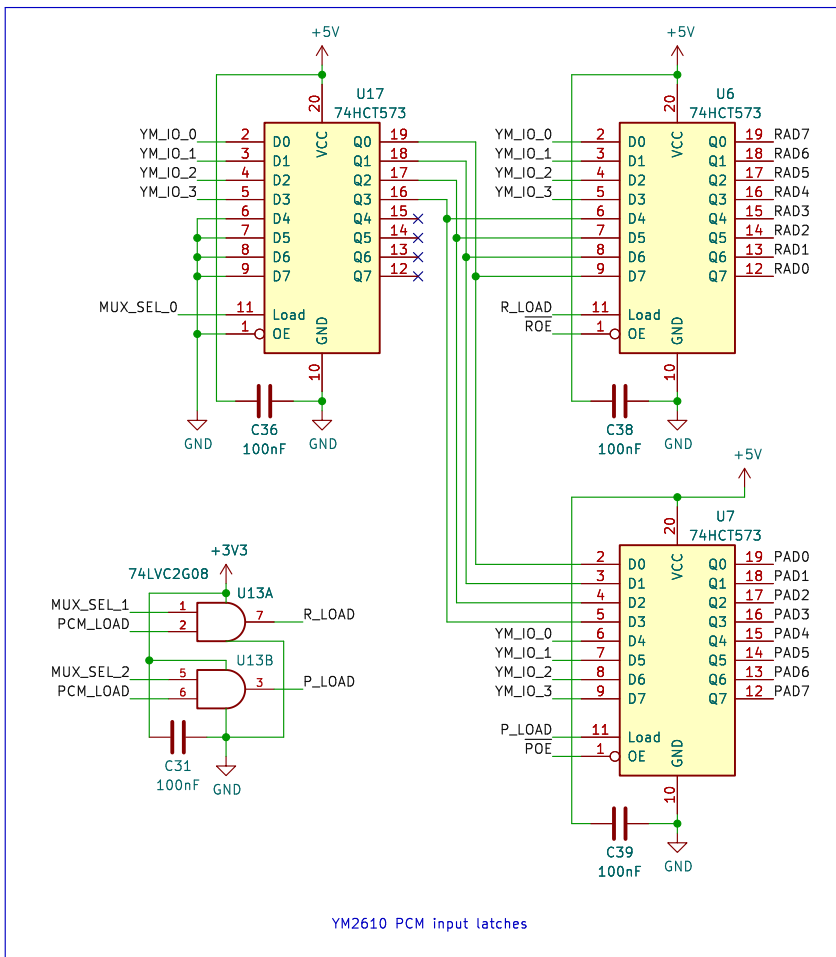 +5V
U17
74HCT573
20
VCC
YM_IO_0 2 D0 Q0 19
YM_IO_1 3 D1 Q1 18
YM_IO_2 4 D2 Q2 17
YM_IO_3 5 D3 Q3 16
6 D4 Q4 15
7 D5 Q5 14
8 D6 Q6 13
9 D7 Q7 12
MUX_SEL_0 11 Load
1 OE
GND
10
C36
100nF
GND
GND
+5V
U6
74HCT573
20
VCC
YM_IO_0 2 D0 Q0 19 RAD7
YM_IO_1 3 D1 Q1 18 RAD6
YM_IO_2 4 D2 Q2 17 RAD5
YM_IO_3 5 D3 Q3 16 RAD4
6 D4 Q4 15 RAD3
7 D5 Q5 14 RAD2
8 D6 Q6 13 RAD1
9 D7 Q7 12 RAD0
R_LOAD 11 Load
ROE 1 OE
GND
10
C38
100nF
GND
+3V3
74LVC2G08
U13A
MUX_SEL_1 1
PCM_LOAD 2
7 R_LOAD
U13B
MUX_SEL_2 5
PCM_LOAD 6
3 P_LOAD
C31
100nF
GND
+5V
U7
74HCT573
20
VCC
2 D0 Q0 19 PAD0
3 D1 Q1 18 PAD1
4 D2 Q2 17 PAD2
5 D3 Q3 16 PAD3
YM_IO_0 6 D4 Q4 15 PAD4
YM_IO_1 7 D5 Q5 14 PAD5
YM_IO_2 8 D6 Q6 13 PAD6
YM_IO_3 9 D7 Q7 12 PAD7
P_LOAD 11 Load
POE 1 OE
GND
10
C39
100nF
GND
YM2610 PCM input latches